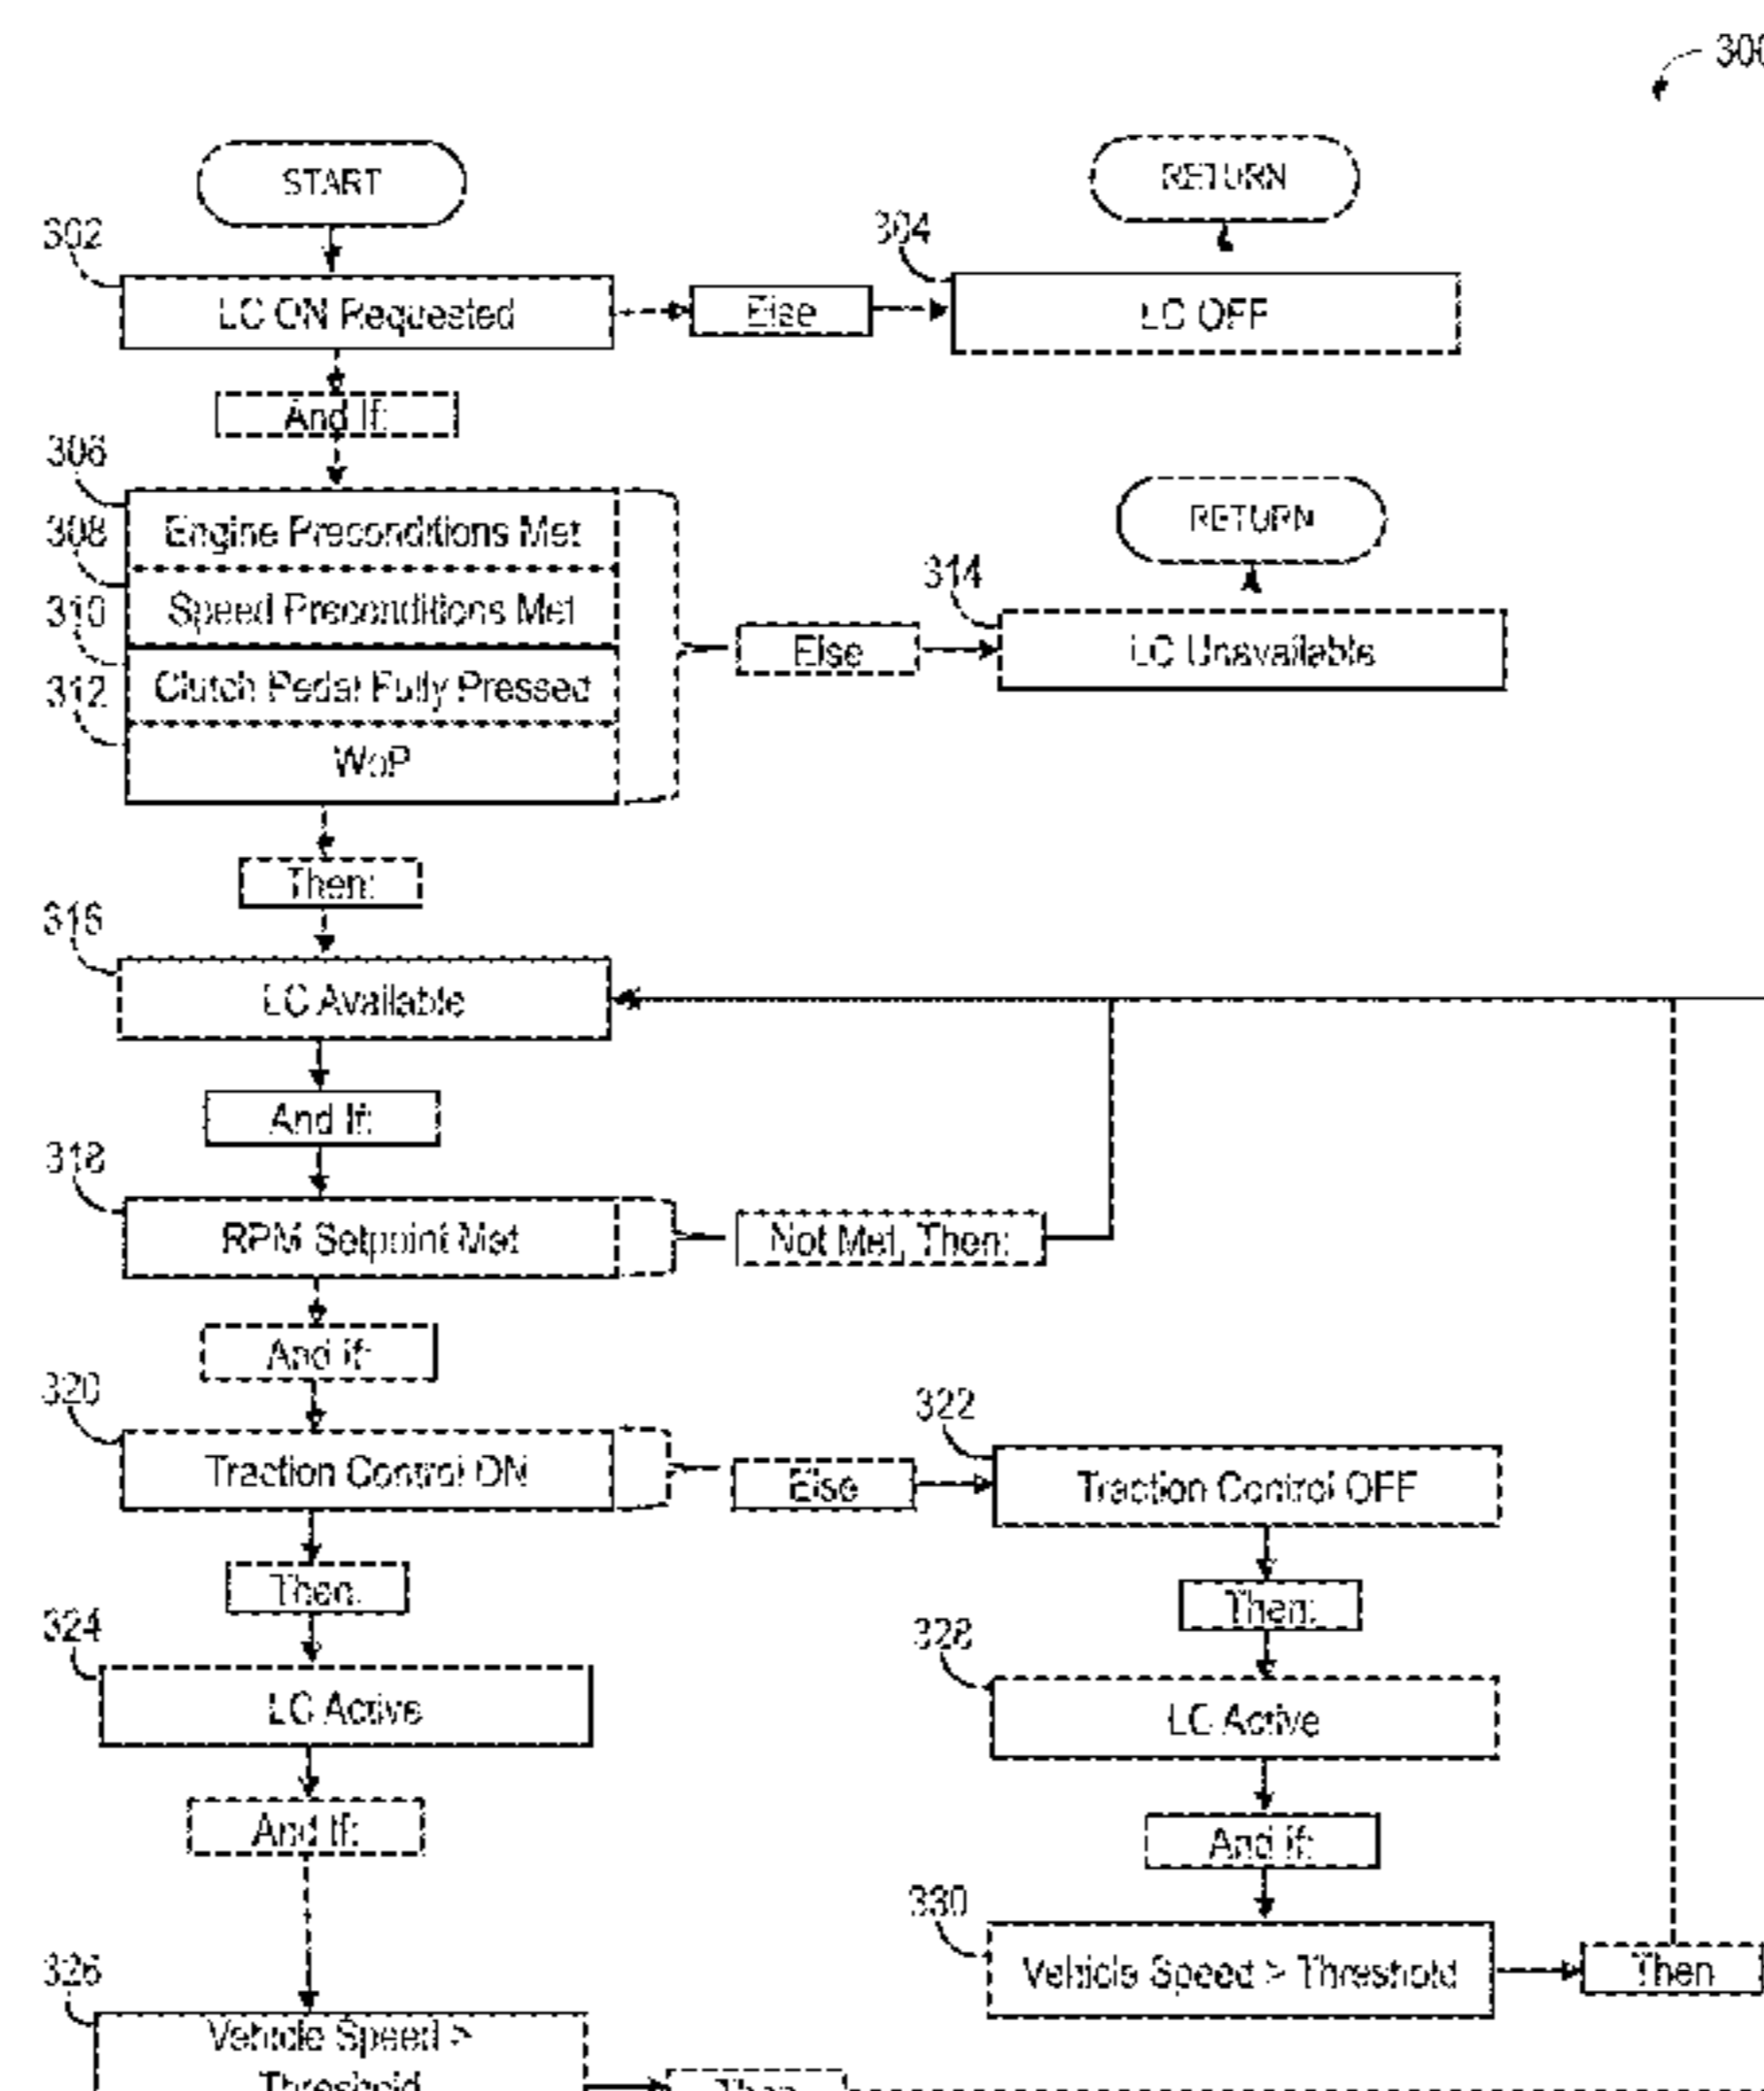 300
START
RETURN
302
304
LC ON Requested
Else
LC OFF
And If:
306
Engine Preconditions Met
RETURN
308
Speed Preconditions Met
314
310
Else
LC Unavailable
Clutch Pedal Fully Pressed
312
WoP
Then:
316
LC Available
And If:
318
RPM Setpoint Met
Not Met, Then:
And if:
320
322
Traction Control ON
Else
Traction Control OFF
Then:
Then:
324
328
LC Active
LC Active
And If:
And if:
330
326
Vehicle Speed > Threshold
Then
Vehicle Speed >
Threshold
Then